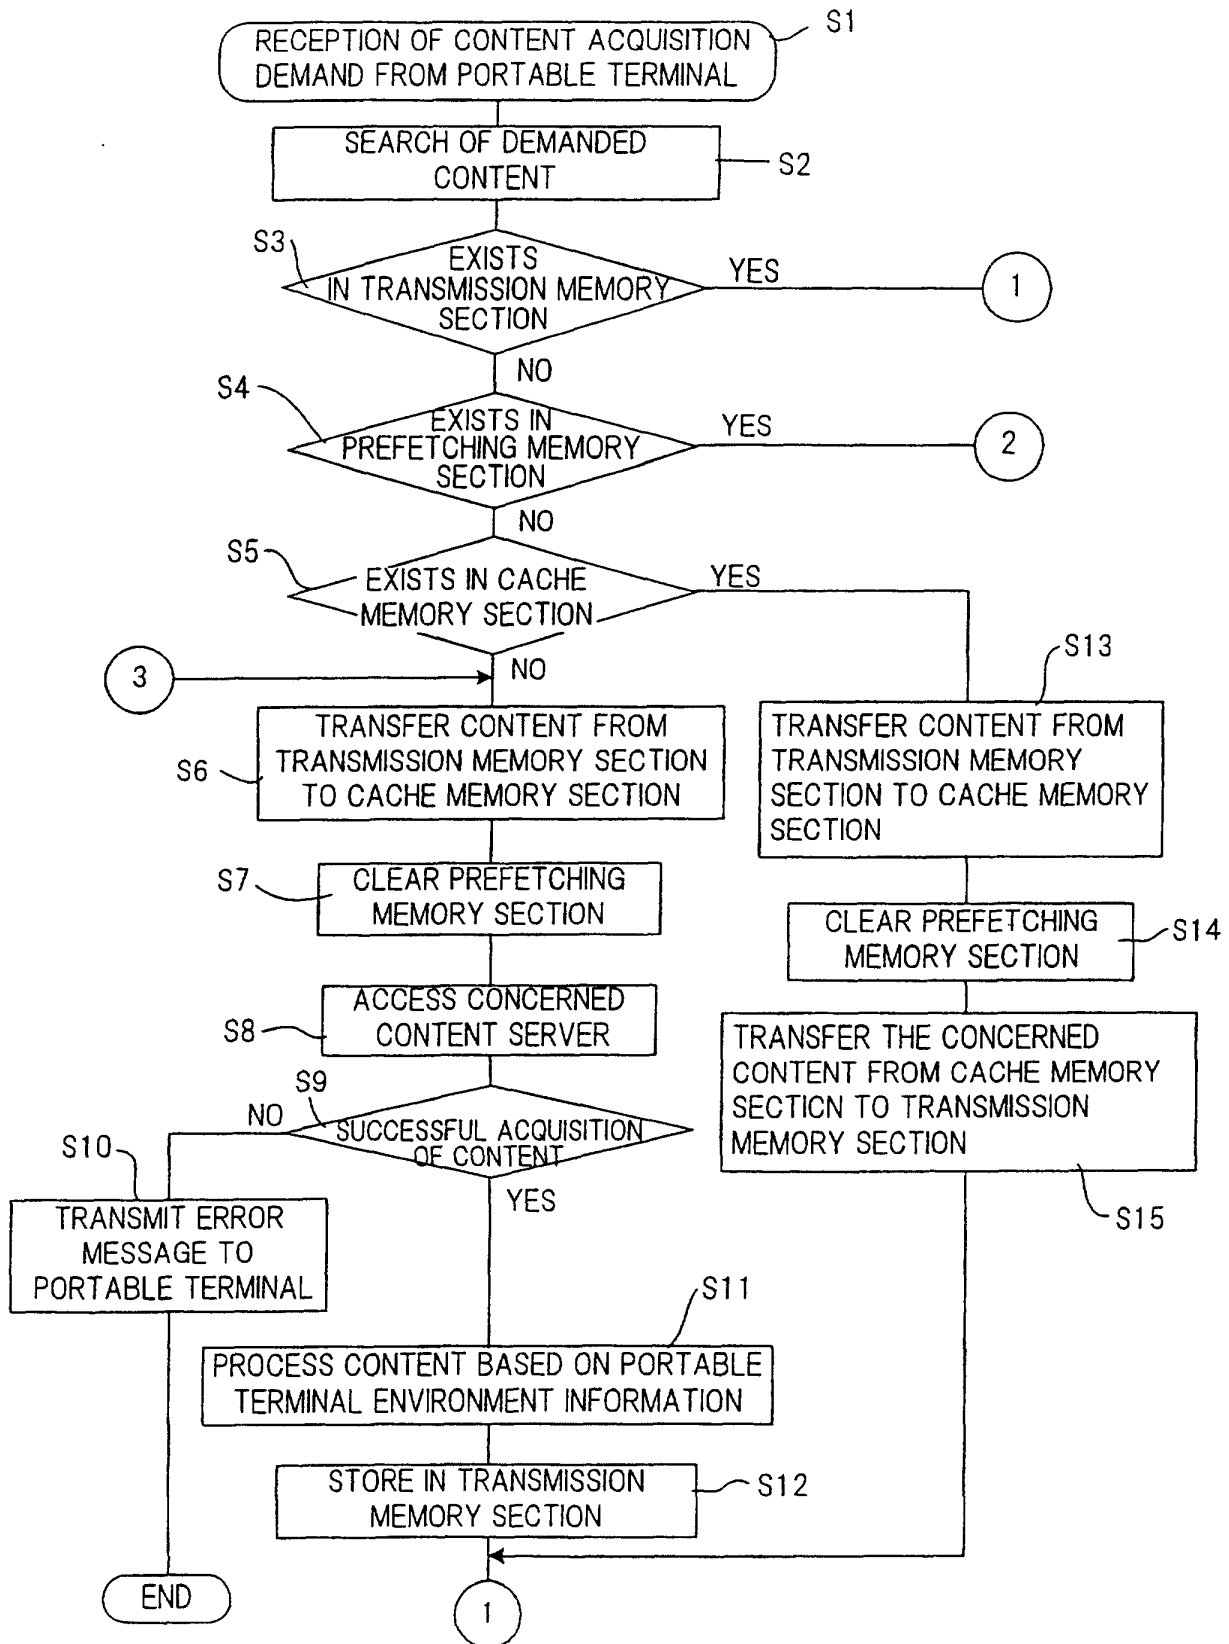 S1
RECEPTION OF CONTENT ACQUISITION
DEMAND FROM PORTABLE TERMINAL
SEARCH OF DEMANDED
CONTENT
S2
S3
EXISTS
IN TRANSMISSION MEMORY
SECTION
YES
1
NO
S4
EXISTS IN
PREFETCHING MEMORY
SECTION
YES
2
NO
S5
EXISTS IN CACHE
MEMORY SECTION
YES
3
NO
S6
TRANSFER CONTENT FROM
TRANSMISSION MEMORY SECTION
TO CACHE MEMORY SECTION
S13
TRANSFER CONTENT FROM
TRANSMISSION MEMORY
SECTION TO CACHE MEMORY
SECTION
S7
CLEAR PREFETCHING
MEMORY SECTION
CLEAR PREFETCHING
MEMORY SECTION
S14
S8
ACCESS CONCERNED
CONTENT SERVER
TRANSFER THE CONCERNED
CONTENT FROM CACHE MEMORY
SECTICN TO TRANSMISSION
MEMORY SECTION
S15
S9
NO
SUCCESSFUL ACQUISITION
OF CONTENT
YES
S10
TRANSMIT ERROR
MESSAGE TO
PORTABLE TERMINAL
S11
PROCESS CONTENT BASED ON PORTABLE
TERMINAL ENVIRONMENT INFORMATION
STORE IN TRANSMISSION
MEMORY SECTION
S12
END
1